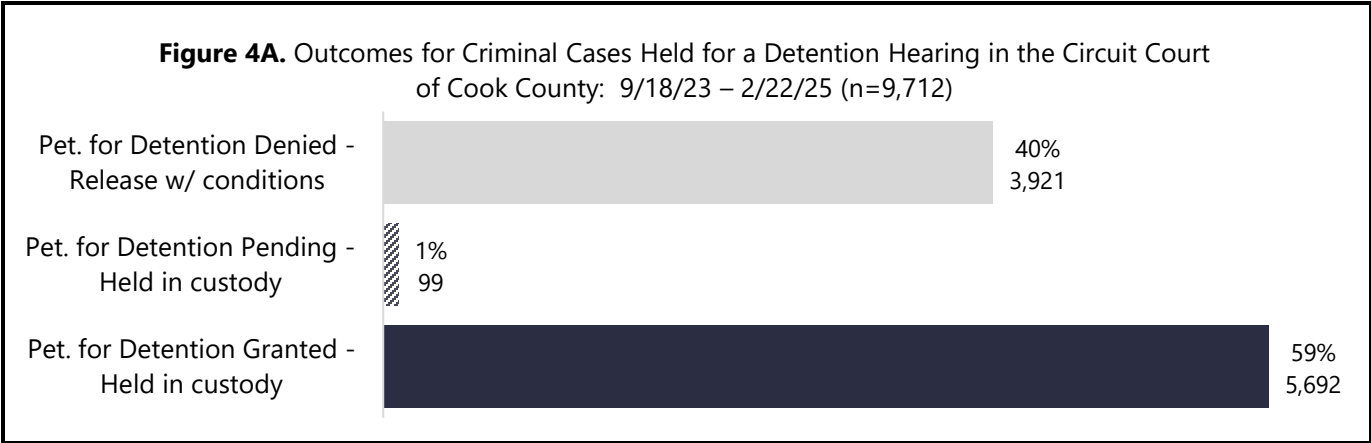 Figure 4A. Outcomes for Criminal Cases Held for a Detention Hearing in the Circuit Court
of Cook County:  9/18/23 – 2/22/25 (n=9,712)
Pet. for Detention Denied -
Release w/ conditions
40%
3,921
Pet. for Detention Pending -
Held in custody
1%
99
Pet. for Detention Granted -
Held in custody
59%
5,692